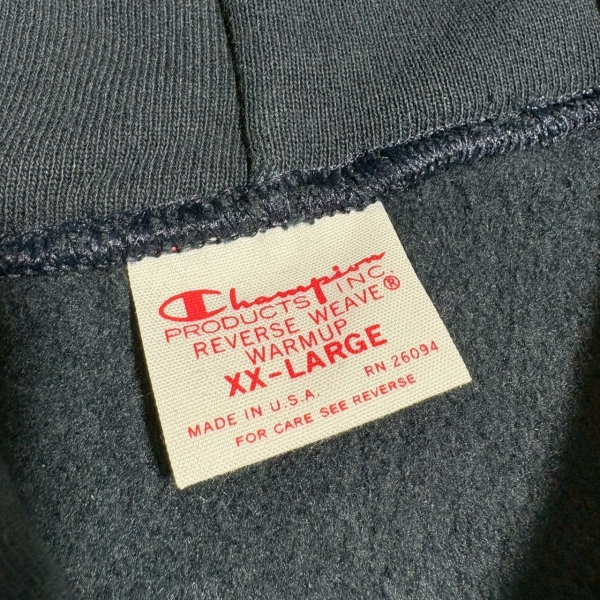 Champion
PRODUCTS INC
REVERSE WEAVE®
WARMUP
XX-LARGE
MADE IN U.S.A. RN 26094
FOR CARE SEE REVERSE